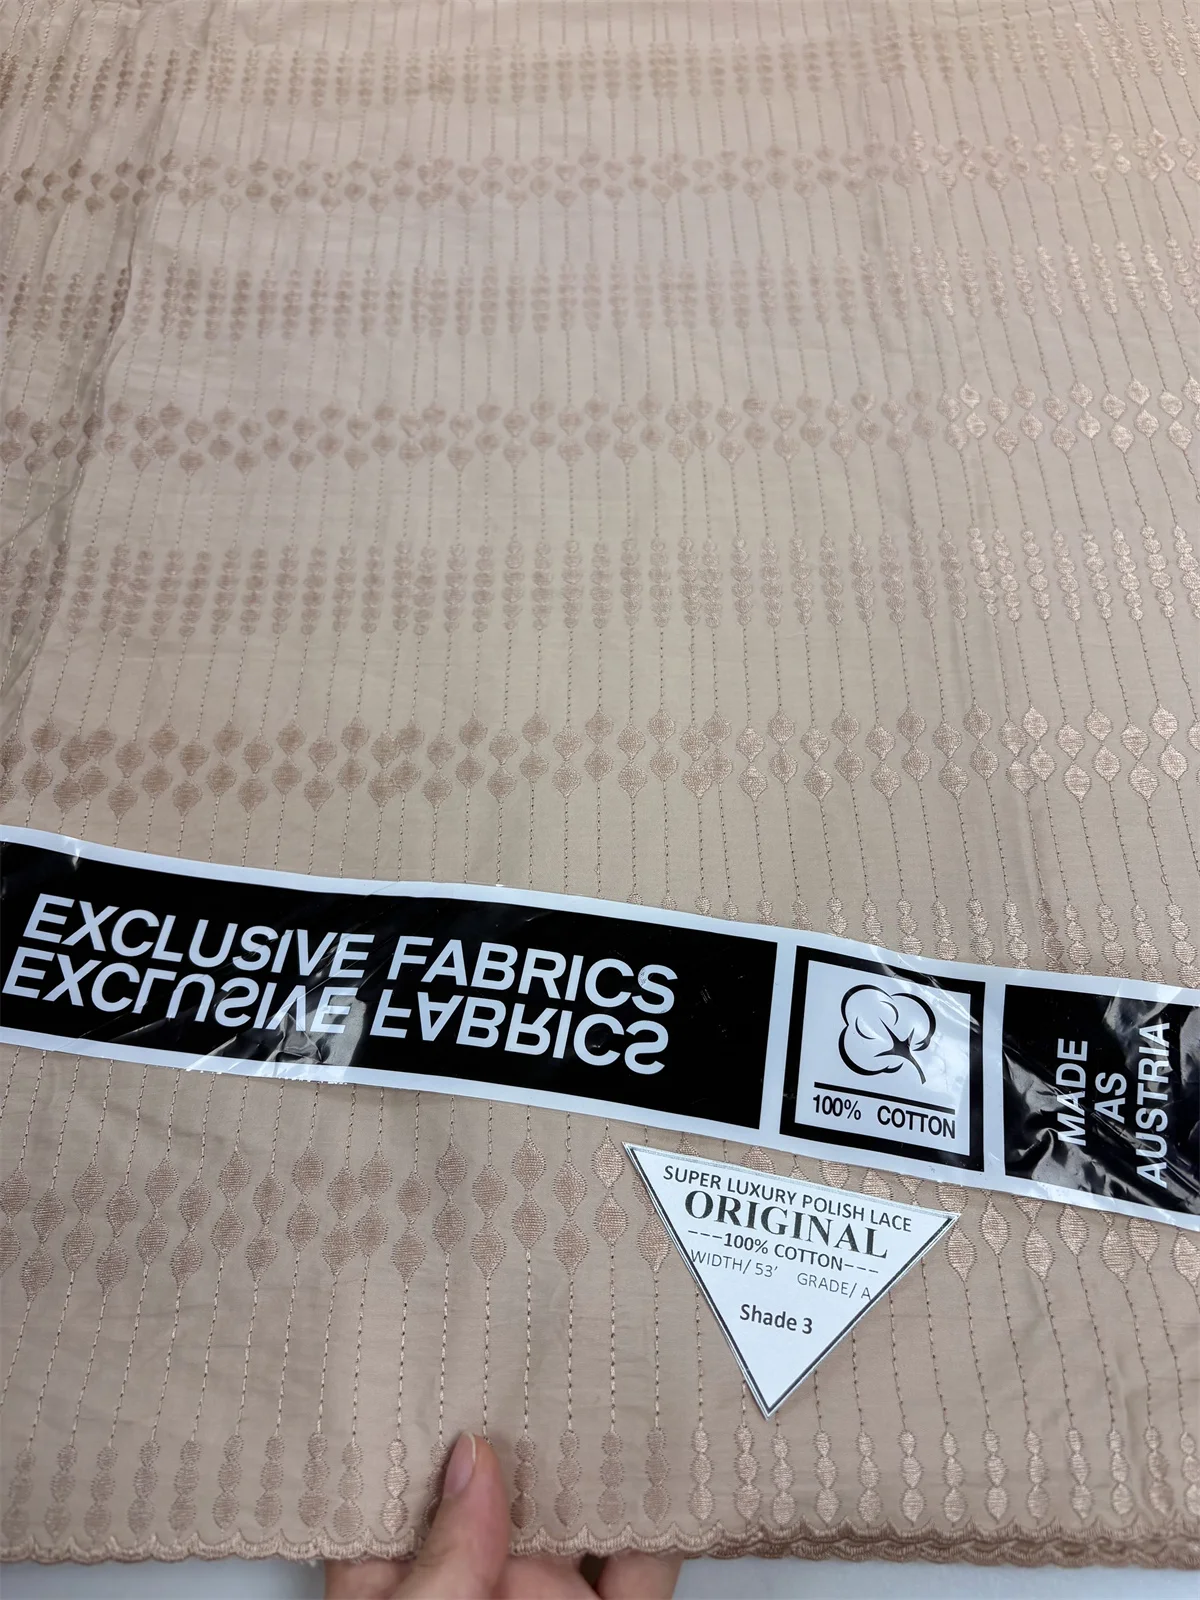 EXCLUSIVE FABRICS
EXCLUSIVE FABRICS
100% COTTON
MADE
AS
AUSTRIA
SUPER LUXURY POLISH LACE
ORIGINAL
---100% COTTON---
WIDTH/ 53' GRADE/ A
Shade 3